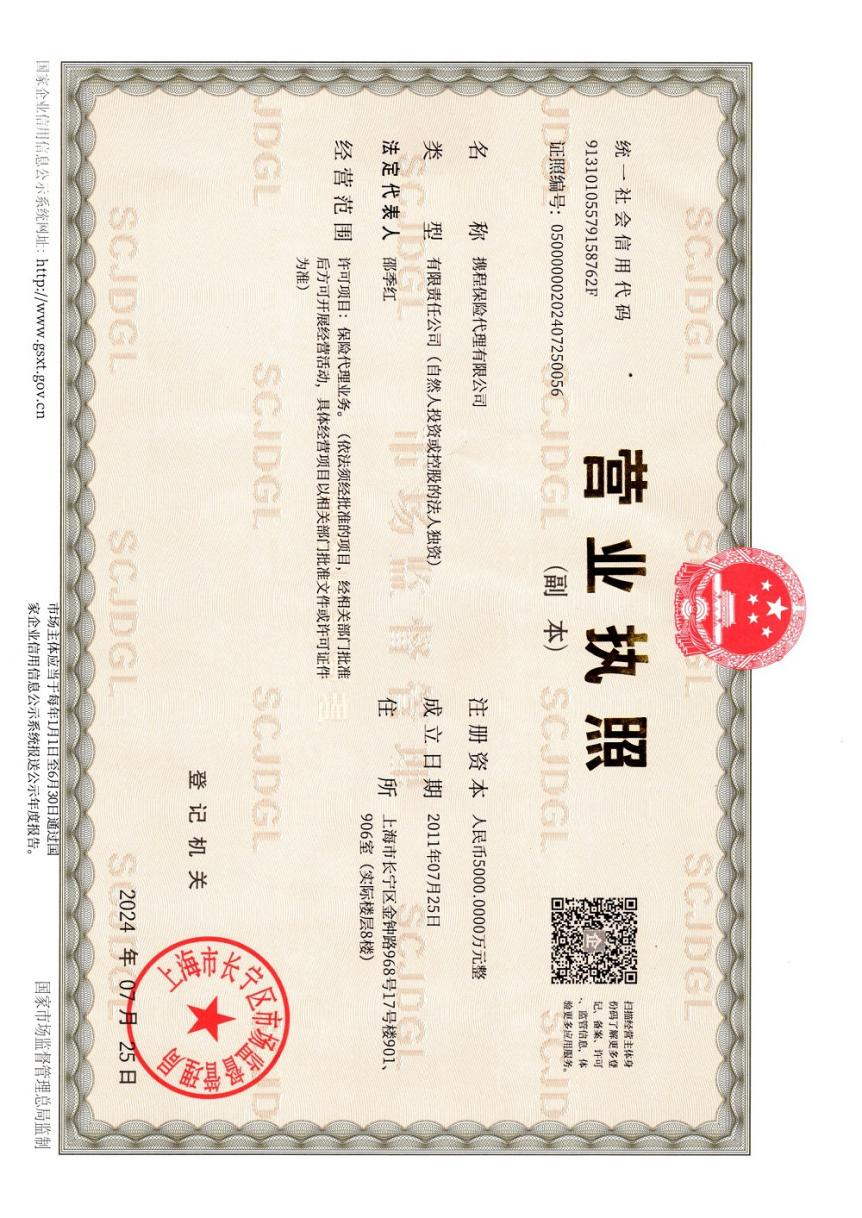 统一社会信用代码
91310105579158762F
证照编号：05000000202407250056
营业执照
（副 本）
扫描经营主体身
份码了解更多登
记、备案、许可
、监管信息，体
验更多应用服务。
名 称 携程保险代理有限公司
类 型 有限责任公司（自然人投资或控股的法人独资）
法定代表人 邵季红
经营范围 许可项目：保险代理业务。（依法须经批准的项目，经相关部门批准
后方可开展经营活动，具体经营项目以相关部门批准文件或许可证件
为准）
注册资本 人民币5000.0000万元整
成立日期 2011年07月25日
住 所 上海市长宁区金钟路968号17号楼901、
906室（实际楼层8楼）
登记机关
上海市长宁区市场监督管理局
2024 年 07 月 25 日
国家企业信用信息公示系统网址：http://www.gsxt.gov.cn
市场主体应当于每年1月1日至6月30日通过国
家企业信用信息公示系统报送公示年度报告。
国家市场监督管理总局监制
SCJDGL
市场监督管理